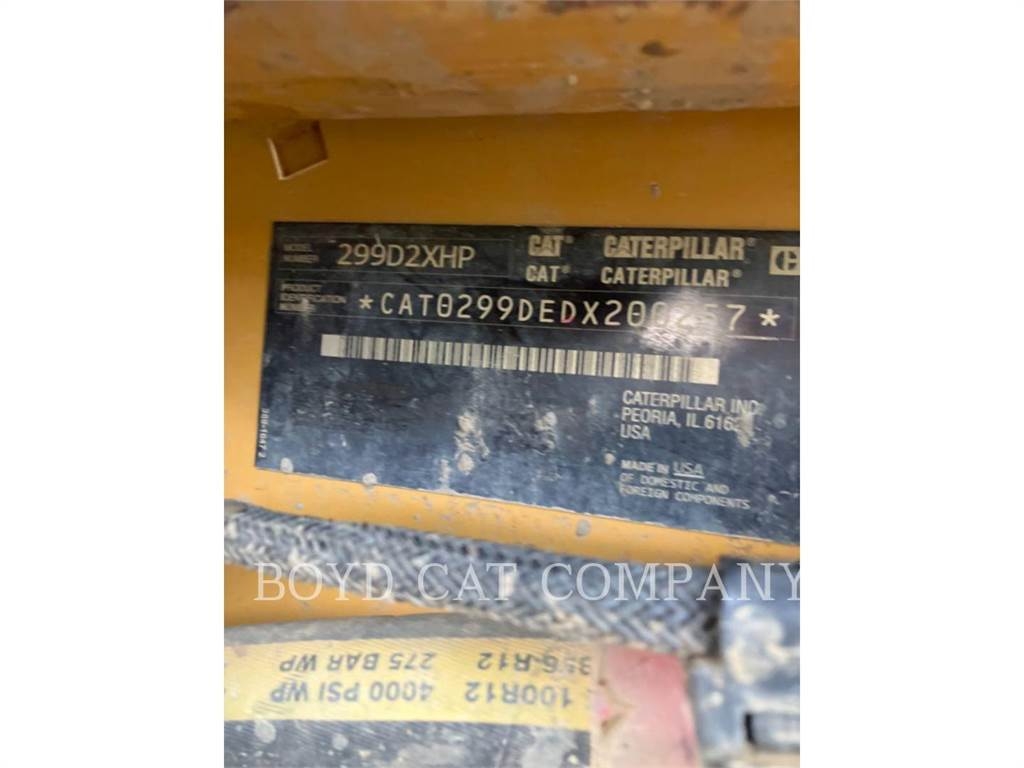 MODEL NUMBER 299D2XHP
CAT® CATERPILLAR®
CAT® CATERPILLAR®
PRODUCT IDENTIFICATION NUMBER
CATERPILLAR INC.
PEORIA, IL
USA
MADE IN USA
OF DOMESTIC AND
FOREIGN COMPONENTS
BOYD CAT COMPANY
275 BAR WP
100R12 4000 PSI WP